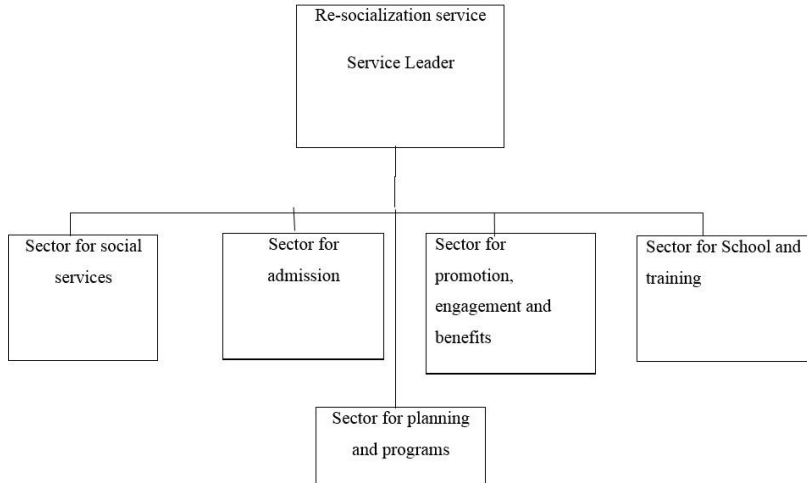 Re-socialization service
Service Leader
Sector for social
services
Sector for
admission
Sector for
promotion,
engagement and
benefits
Sector for School and
training
Sector for planning
and programs